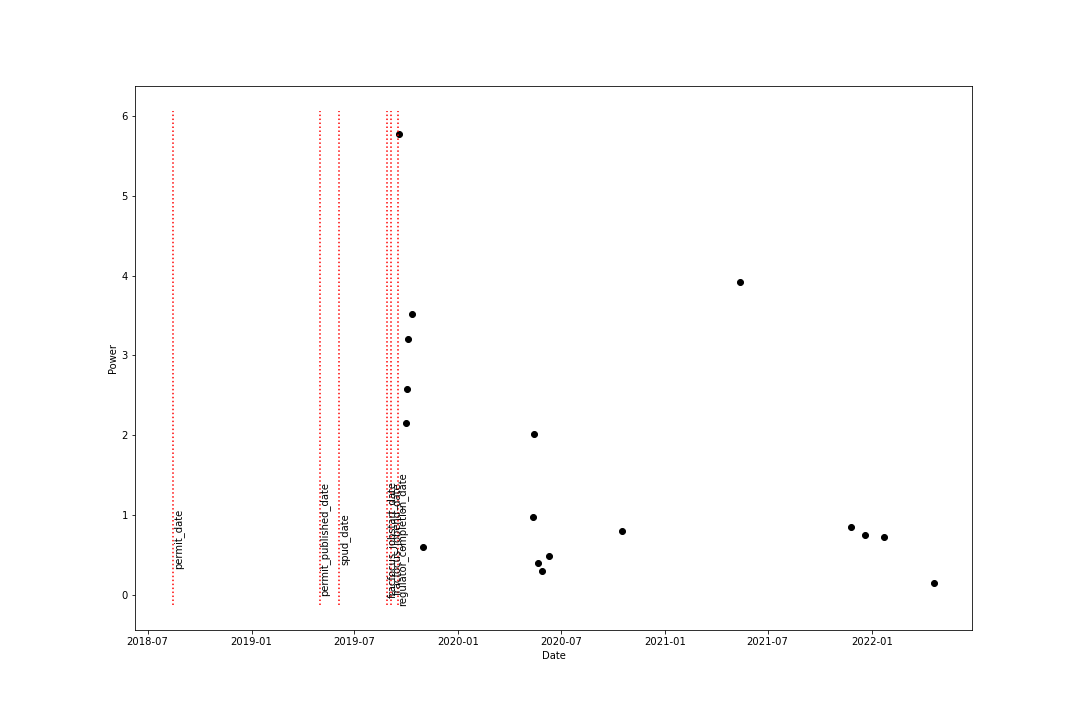 6
5
4
3
2
1
0
Power
permit_date
permit_published_date
spud_date
regulator_completion_date
2018-07
2019-01
2019-07
2020-01
2020-07
2021-01
2021-07
2022-01
Date